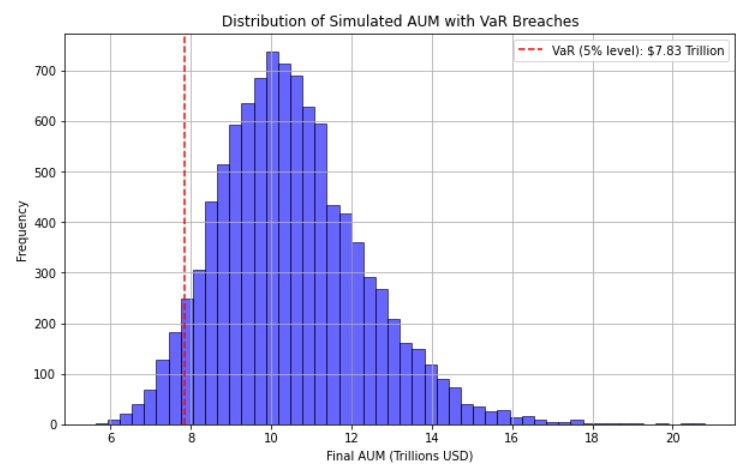 Distribution of Simulated AUM with VaR Breaches
VaR (5% level): $7.83 Trillion
700
600
500
400
300
200
100
0
Frequency
6 8 10 12 14 16 18 20
Final AUM (Trillions USD)